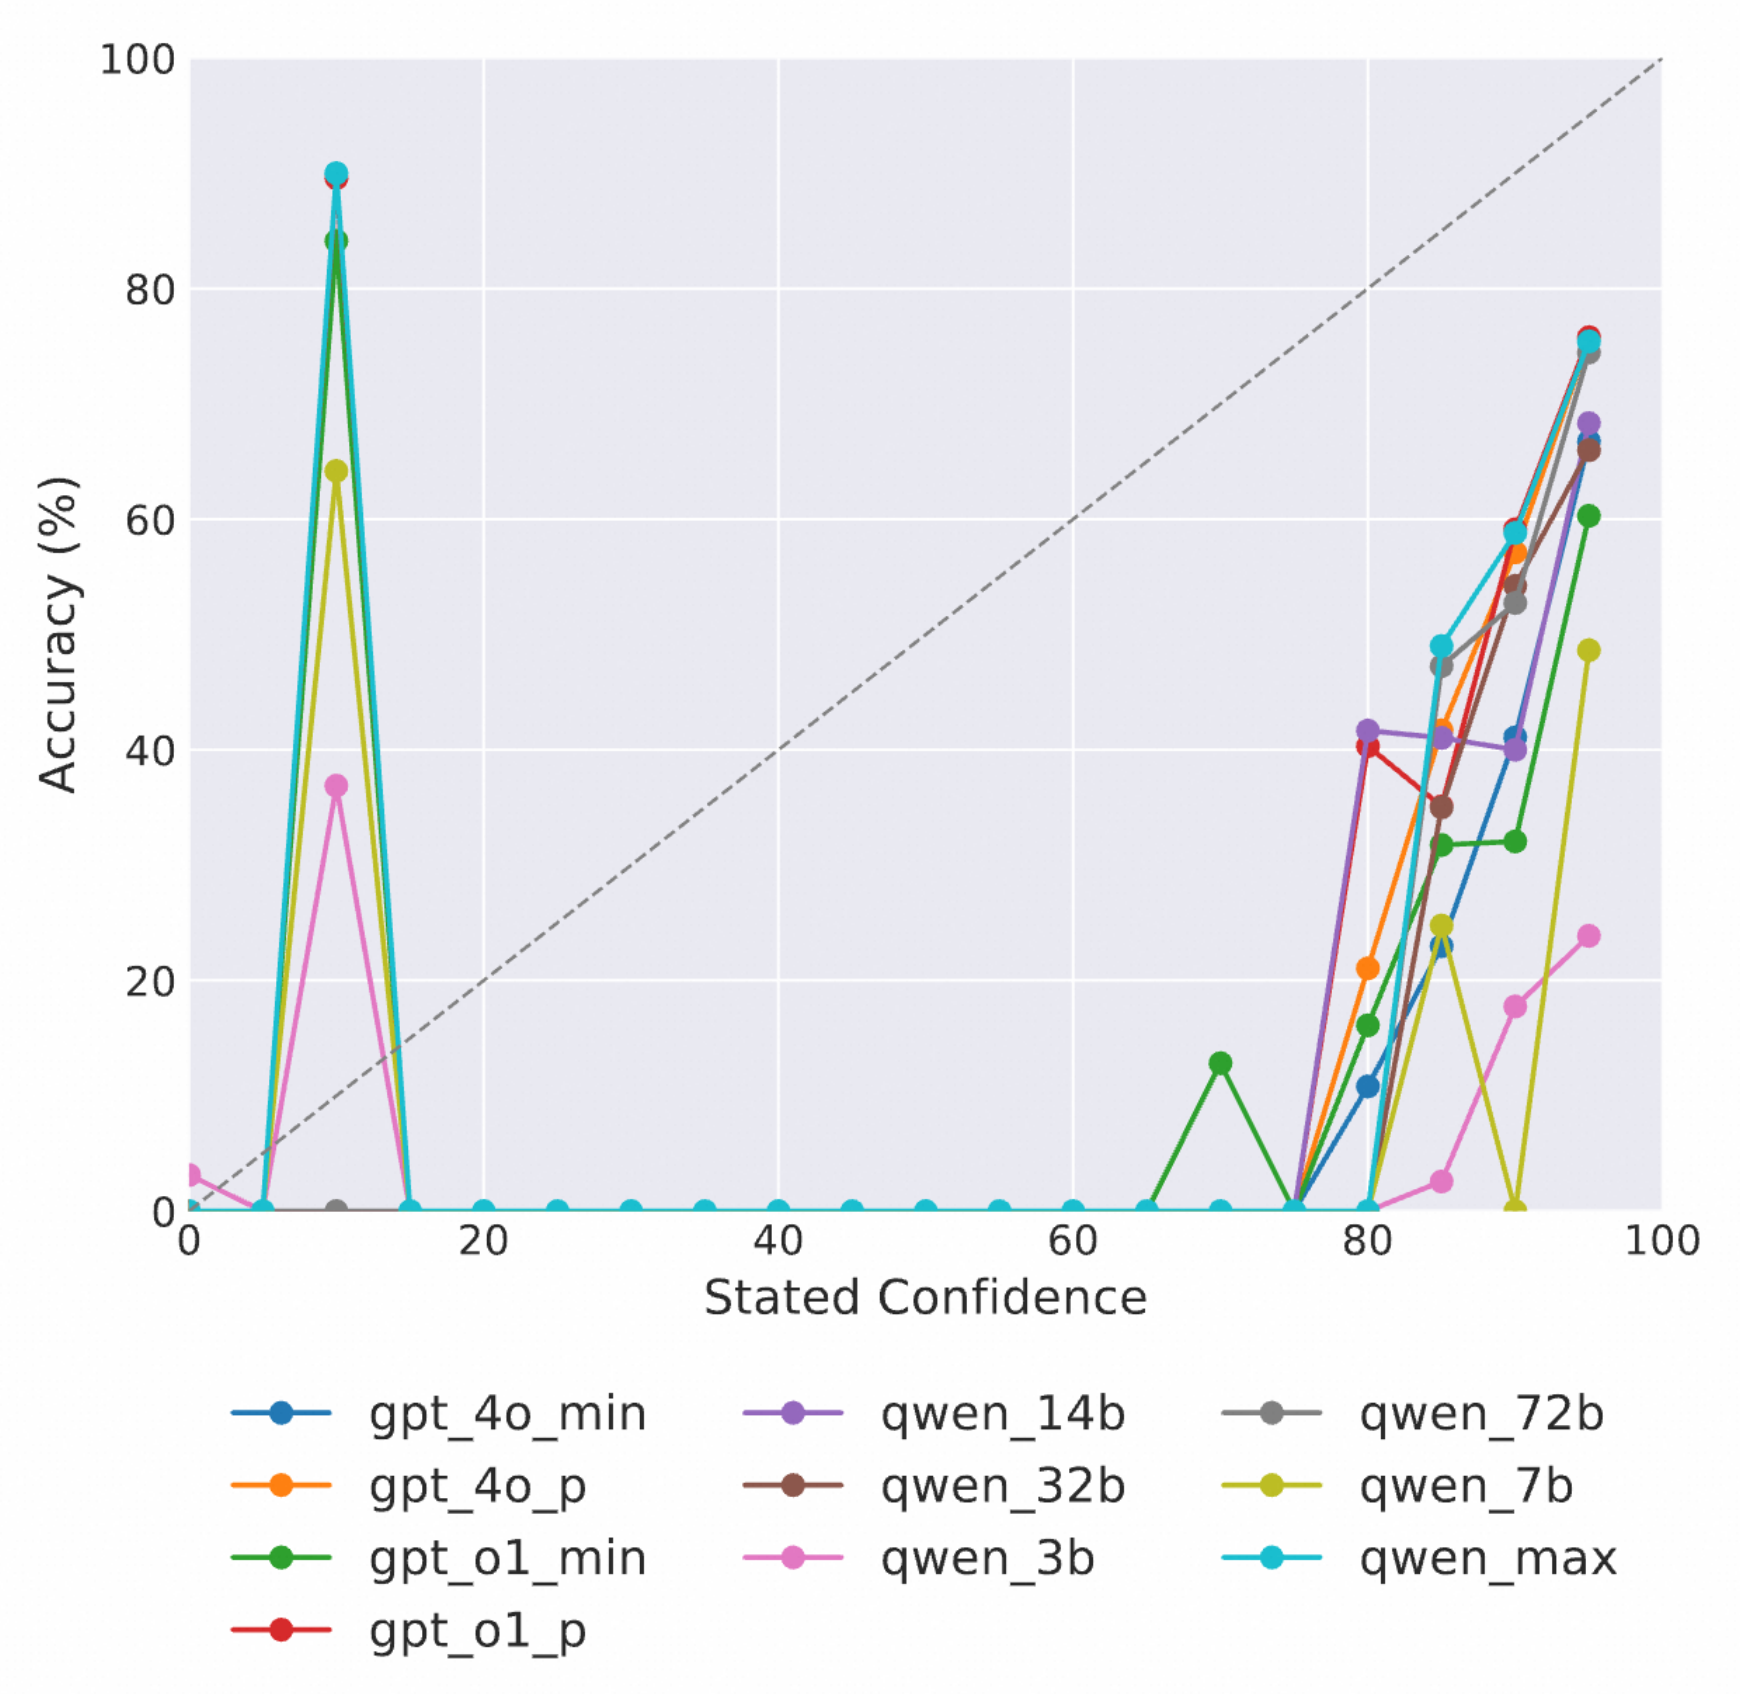 100
80
60
40
20
0
Accuracy (%)
0 20 40 60 80 100
Stated Confidence
gpt_4o_min qwen_14b qwen_72b
gpt_4o_p qwen_32b qwen_7b
gpt_o1_min qwen_3b qwen_max
gpt_o1_p